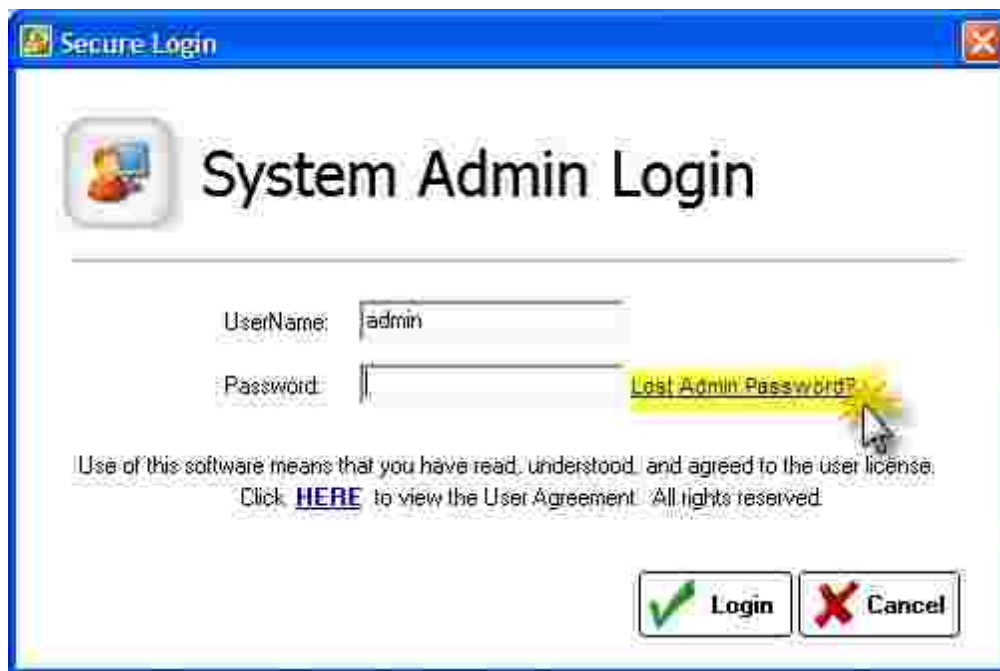 Secure Login
System Admin Login
UserName: admin
Password: Lost Admin Password?
Use of this software means that you have read, understood, and agreed to the user license.
Click HERE to view the User Agreement. All rights reserved.
Login Cancel